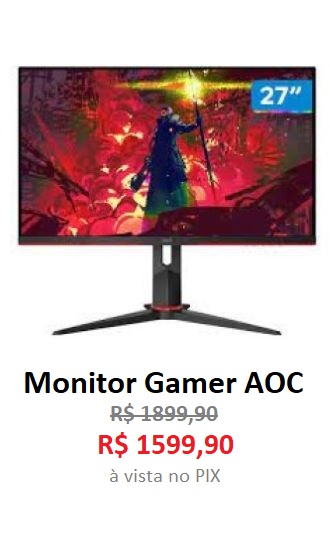 27"
Monitor Gamer AOC
R$ 1899,90
R$ 1599,90
à vista no PIX